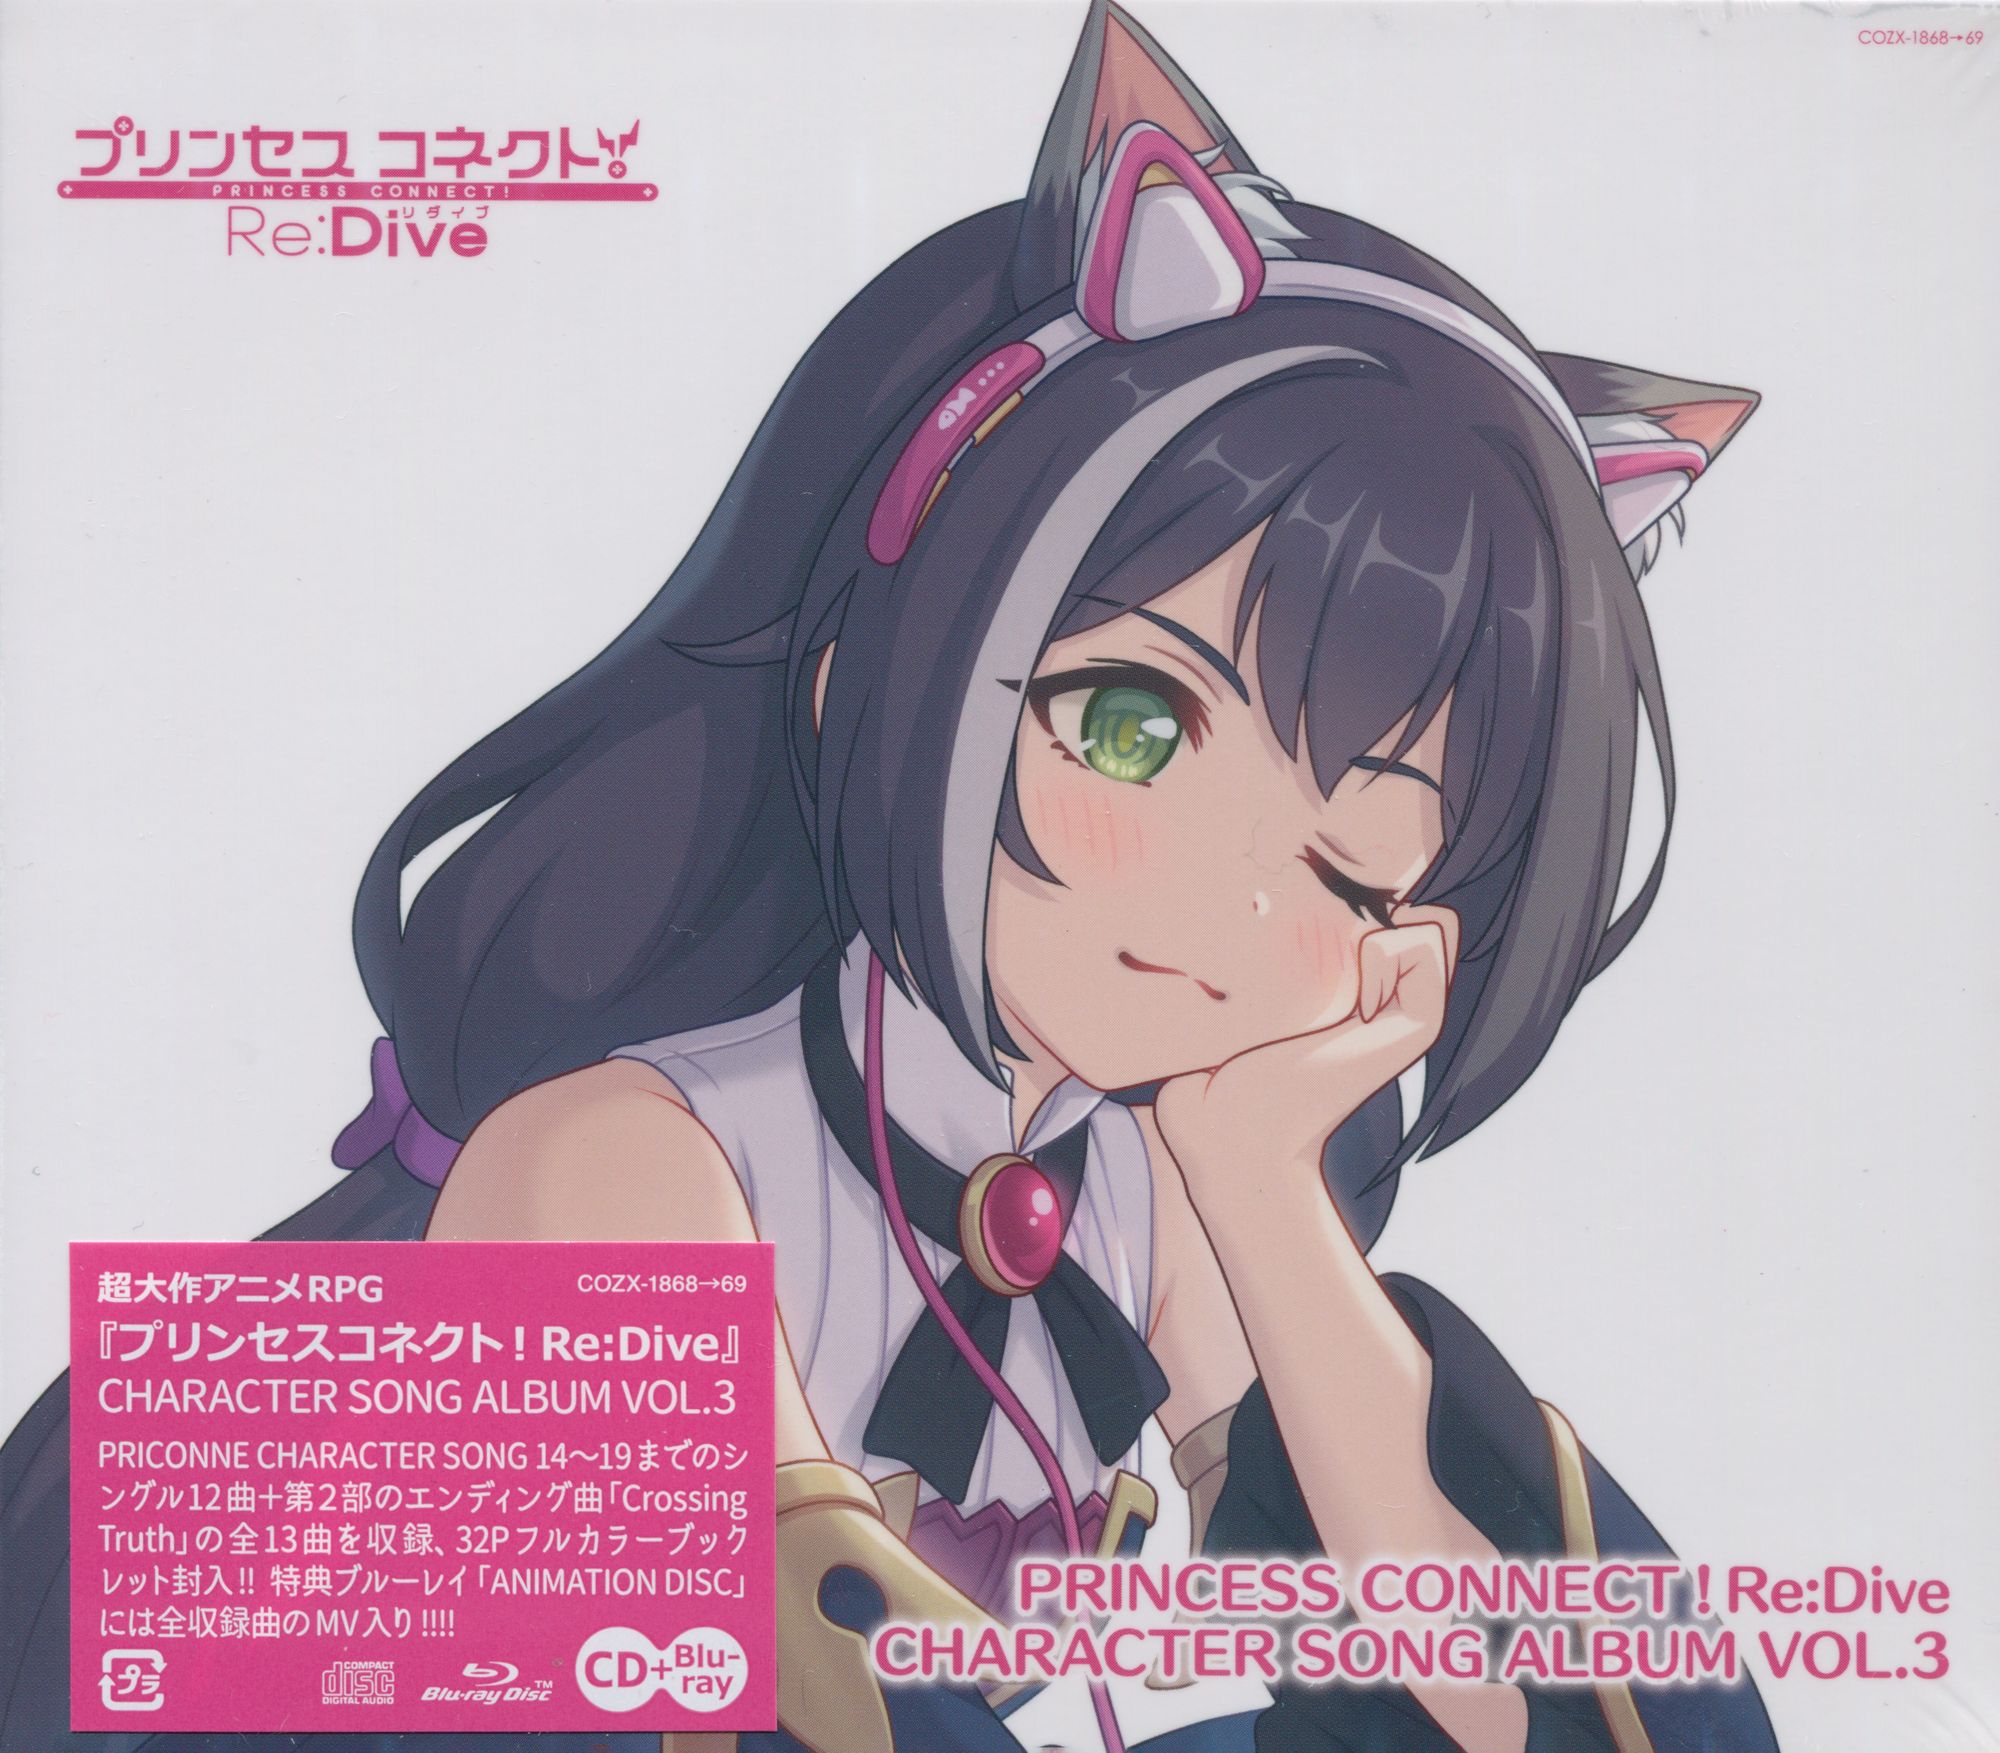 COZX-1868→69
プリンセス コネクト!
PRINCESS CONNECT!
リダイブ
Re:Dive
超大作アニメRPG
COZX-1868→69
『プリンセスコネクト! Re:Dive』
CHARACTER SONG ALBUM VOL.3
PRICONNE CHARACTER SONG 14〜19までのシ
ングル12曲+第2部のエンディング曲「Crossing
Truth」の全13曲を収録、32Pフルカラーブック
レット封入!! 特典ブルーレイ「ANIMATION DISC」
には全収録曲のMV入り!!!!
プラ
COMPACT
disc
DIGITAL AUDIO
Blu-ray Disc™
CD+Blu-
ray
PRINCESS CONNECT! Re:Dive
CHARACTER SONG ALBUM VOL.3